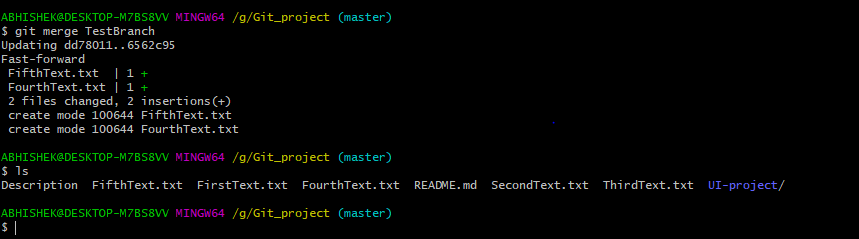 ABHISHEK@DESKTOP-M7BS8VV MINGW64 /g/Git_project (master)
$ git merge TestBranch
Updating dd78011..6562c95
Fast-forward
 FifthText.txt  | 1 +
 FourthText.txt | 1 +
 2 files changed, 2 insertions(+)
 create mode 100644 FifthText.txt
 create mode 100644 FourthText.txt
ABHISHEK@DESKTOP-M7BS8VV MINGW64 /g/Git_project (master)
$ ls
Description  FifthText.txt  FirstText.txt  FourthText.txt  README.md  SecondText.txt  ThirdText.txt  UI-project/
ABHISHEK@DESKTOP-M7BS8VV MINGW64 /g/Git_project (master)
$